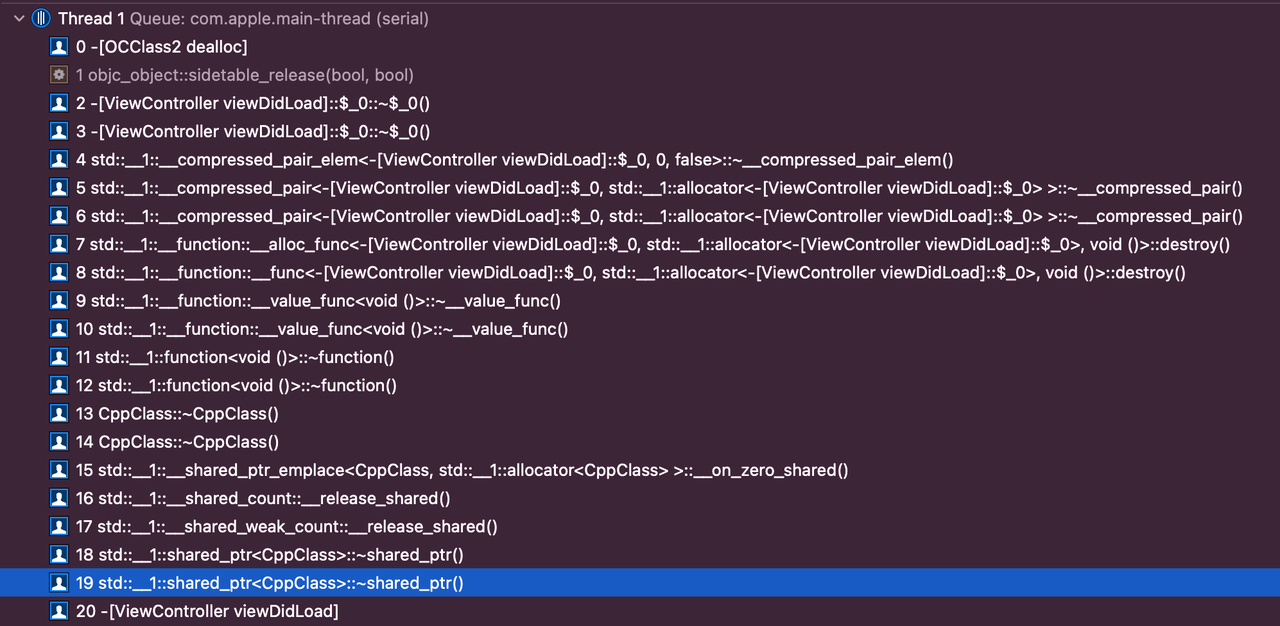 Thread 1 Queue: com.apple.main-thread (serial)
0 -[OCClass2 dealloc]
1 objc_object::sidetable_release(bool, bool)
2 -[ViewController viewDidLoad]::$_0::~$_0()
3 -[ViewController viewDidLoad]::$_0::~$_0()
4 std::__1::__compressed_pair_elem<-[ViewController viewDidLoad]::$_0, 0, false>::~__compressed_pair_elem()
5 std::__1::__compressed_pair<-[ViewController viewDidLoad]::$_0, std::__1::allocator<-[ViewController viewDidLoad]::$_0> >::~__compressed_pair()
6 std::__1::__compressed_pair<-[ViewController viewDidLoad]::$_0, std::__1::allocator<-[ViewController viewDidLoad]::$_0> >::~__compressed_pair()
7 std::__1::__function::__alloc_func<-[ViewController viewDidLoad]::$_0, std::__1::allocator<-[ViewController viewDidLoad]::$_0>, void ()>::destroy()
8 std::__1::__function::__func<-[ViewController viewDidLoad]::$_0, std::__1::allocator<-[ViewController viewDidLoad]::$_0>, void ()>::destroy()
9 std::__1::__function::__value_func<void ()>::~__value_func()
10 std::__1::__function::__value_func<void ()>::~__value_func()
11 std::__1::function<void ()>::~function()
12 std::__1::function<void ()>::~function()
13 CppClass::~CppClass()
14 CppClass::~CppClass()
15 std::__1::__shared_ptr_emplace<CppClass, std::__1::allocator<CppClass> >::__on_zero_shared()
16 std::__1::__shared_count::__release_shared()
17 std::__1::__shared_weak_count::__release_shared()
18 std::__1::shared_ptr<CppClass>::~shared_ptr()
19 std::__1::shared_ptr<CppClass>::~shared_ptr()
20 -[ViewController viewDidLoad]